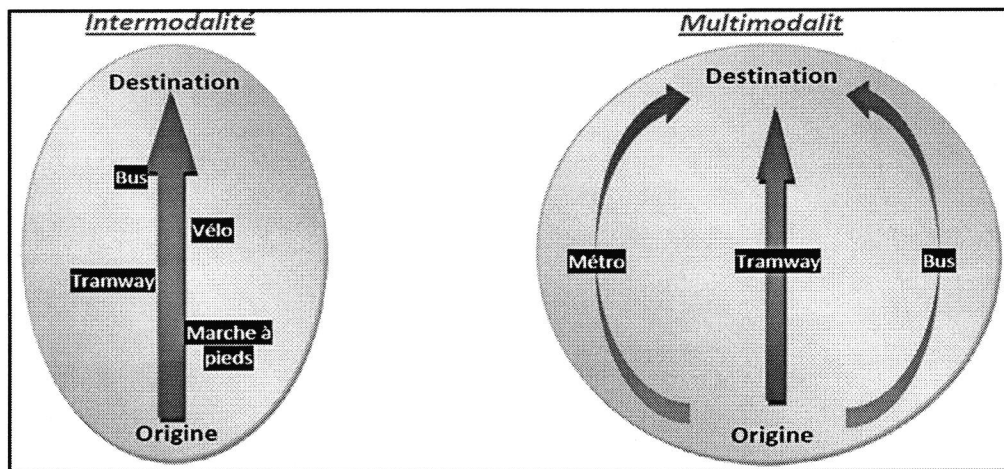 Intermodalité
Destination
Bus
Vélo
Tramway
Marche à
pieds
Origine
Multimodalit
Destination
Métro
Tramway
Bus
Origine